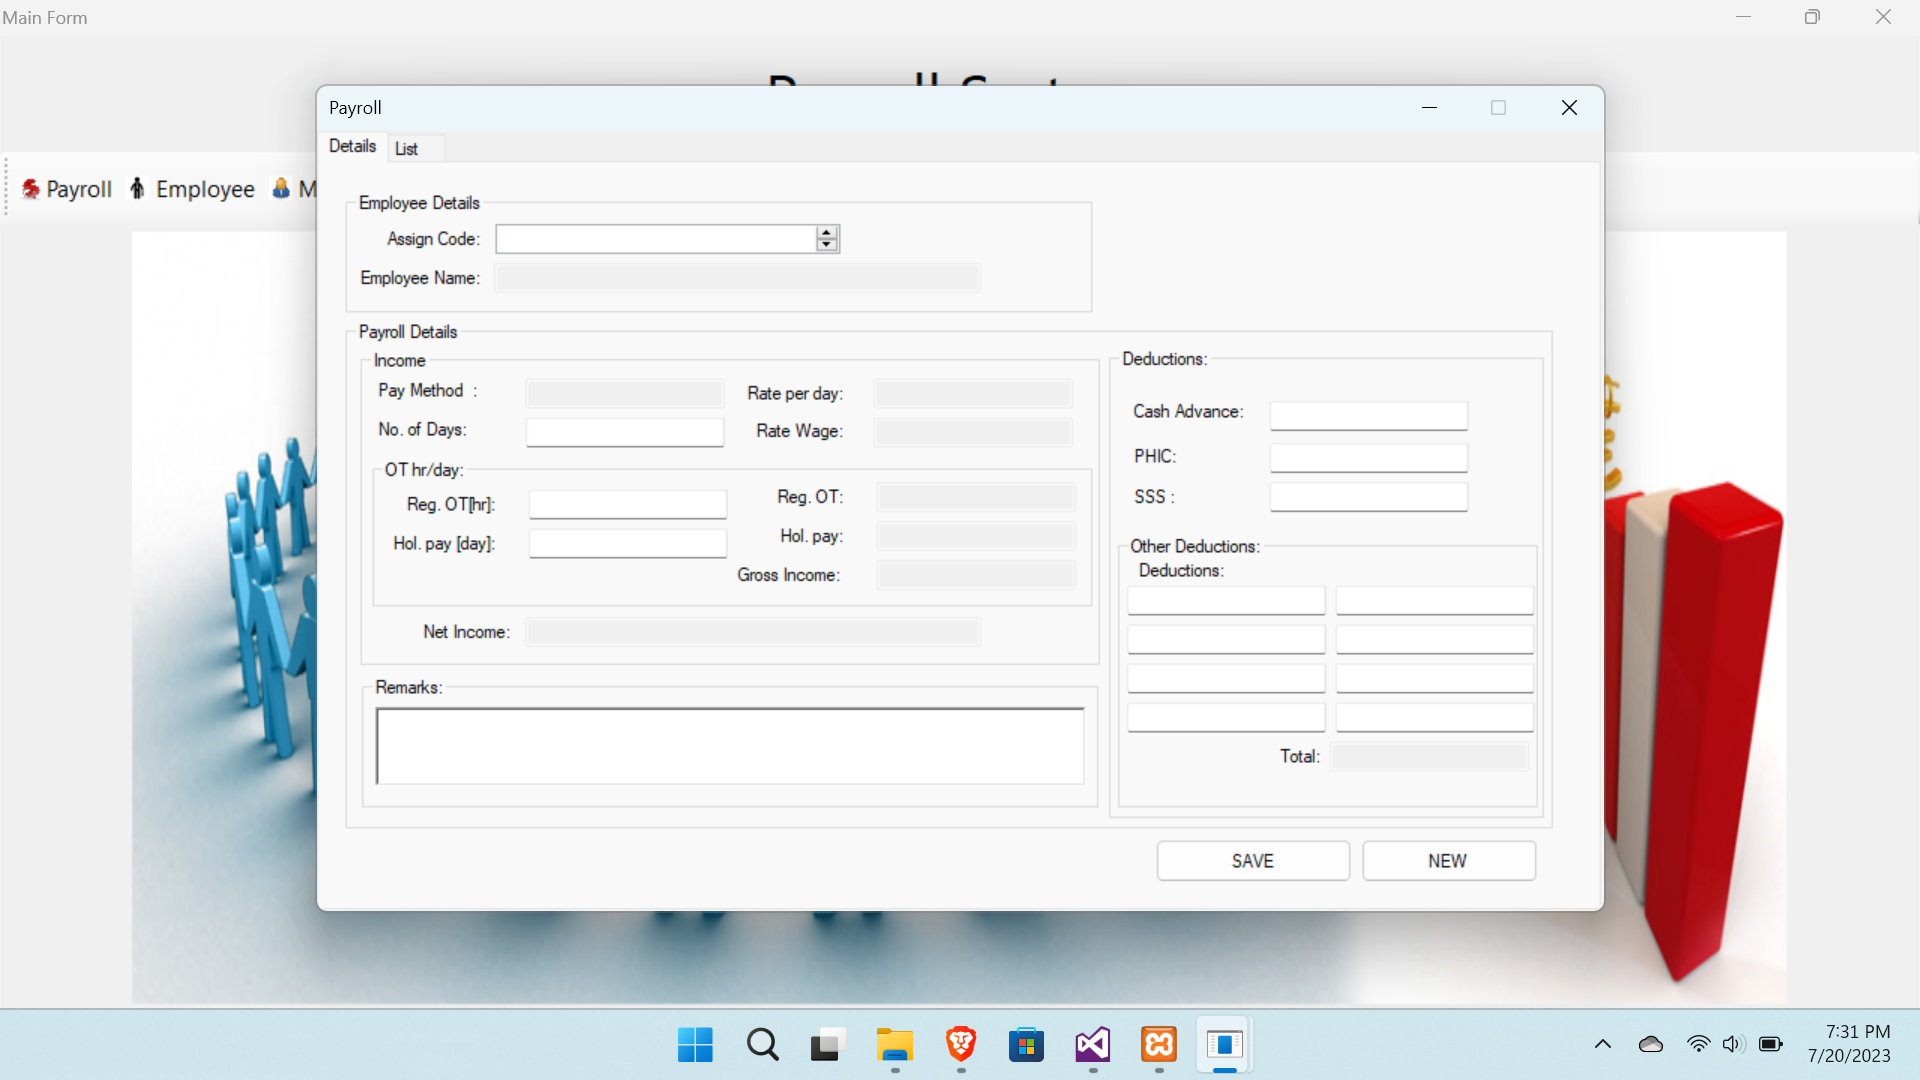 Main Form
Payroll
Details List
Payroll Employee
Employee Details
Assign Code:
Employee Name:
Payroll Details
Income
Pay Method :
Rate per day:
No. of Days:
Rate Wage:
OT hr/day:
Reg. OT[hr]:
Reg. OT:
Hol. pay [day]:
Hol. pay:
Gross Income:
Net Income:
Remarks:
Deductions:
Cash Advance:
PHIC:
SSS :
Other Deductions:
Deductions:
Total:
SAVE NEW
7:31 PM
7/20/2023